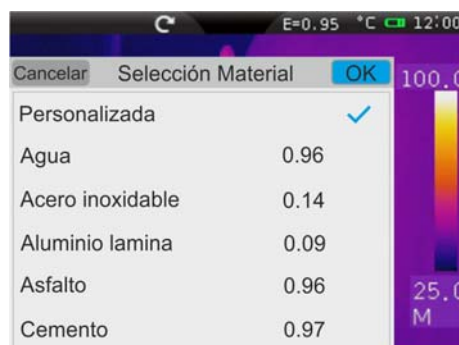 E=0.95 °C 12:00
Cancelar Selección Material OK
Personalizada
Agua 0.96
Acero inoxidable 0.14
Aluminio lamina 0.09
Asfalto 0.96
Cemento 0.97
100.0
25.0
M